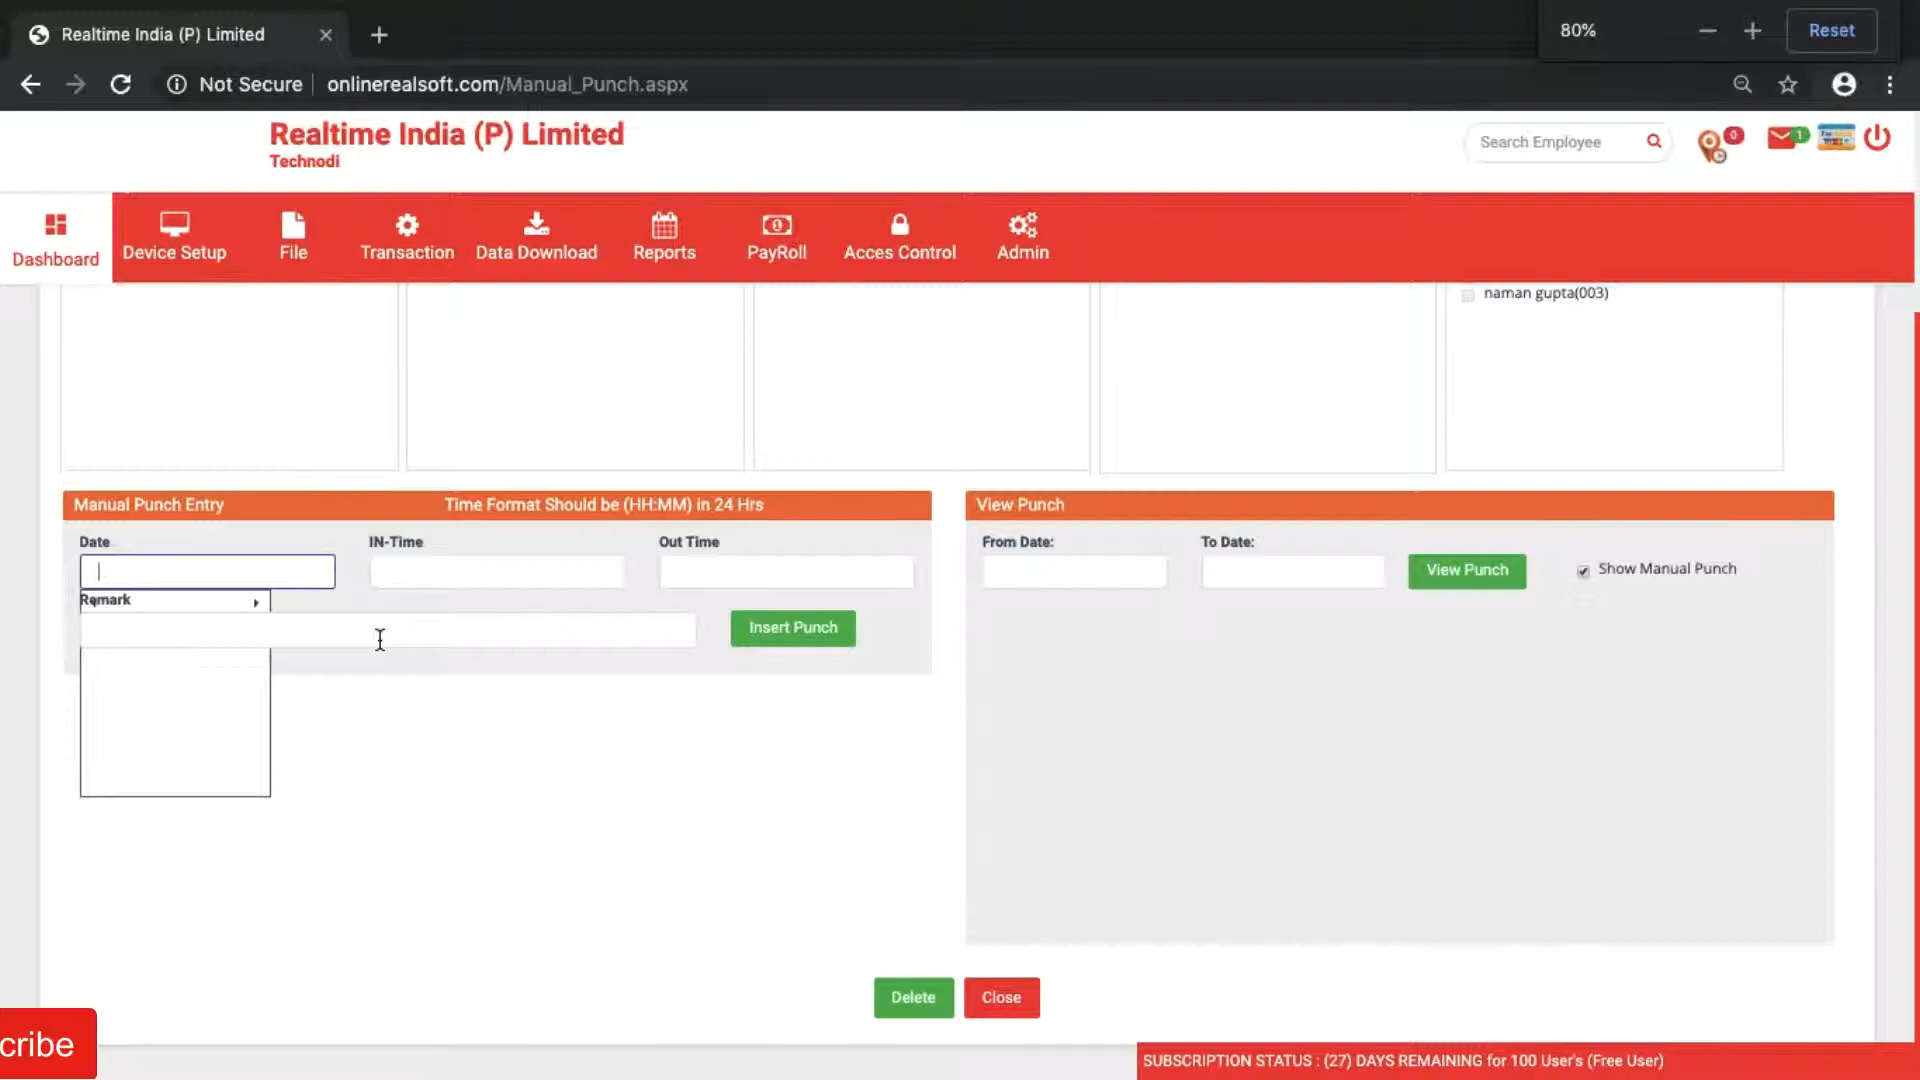 Realtime India (P) Limited
80%
Reset
Not Secure
onlinerealsoft.com/Manual_Punch.aspx
Realtime India (P) Limited
Technodi
Search Employee
0
1
Dashboard
Device Setup
File
Transaction
Data Download
Reports
PayRoll
Acces Control
Admin
naman gupta(003)
Manual Punch Entry
Time Format Should be (HH:MM) in 24 Hrs
Date
IN-Time
Out Time
Remark
Insert Punch
View Punch
From Date:
To Date:
View Punch
Show Manual Punch
Delete
Close
cribe
SUBSCRIPTION STATUS : (27) DAYS REMAINING for 100 User's (Free User)